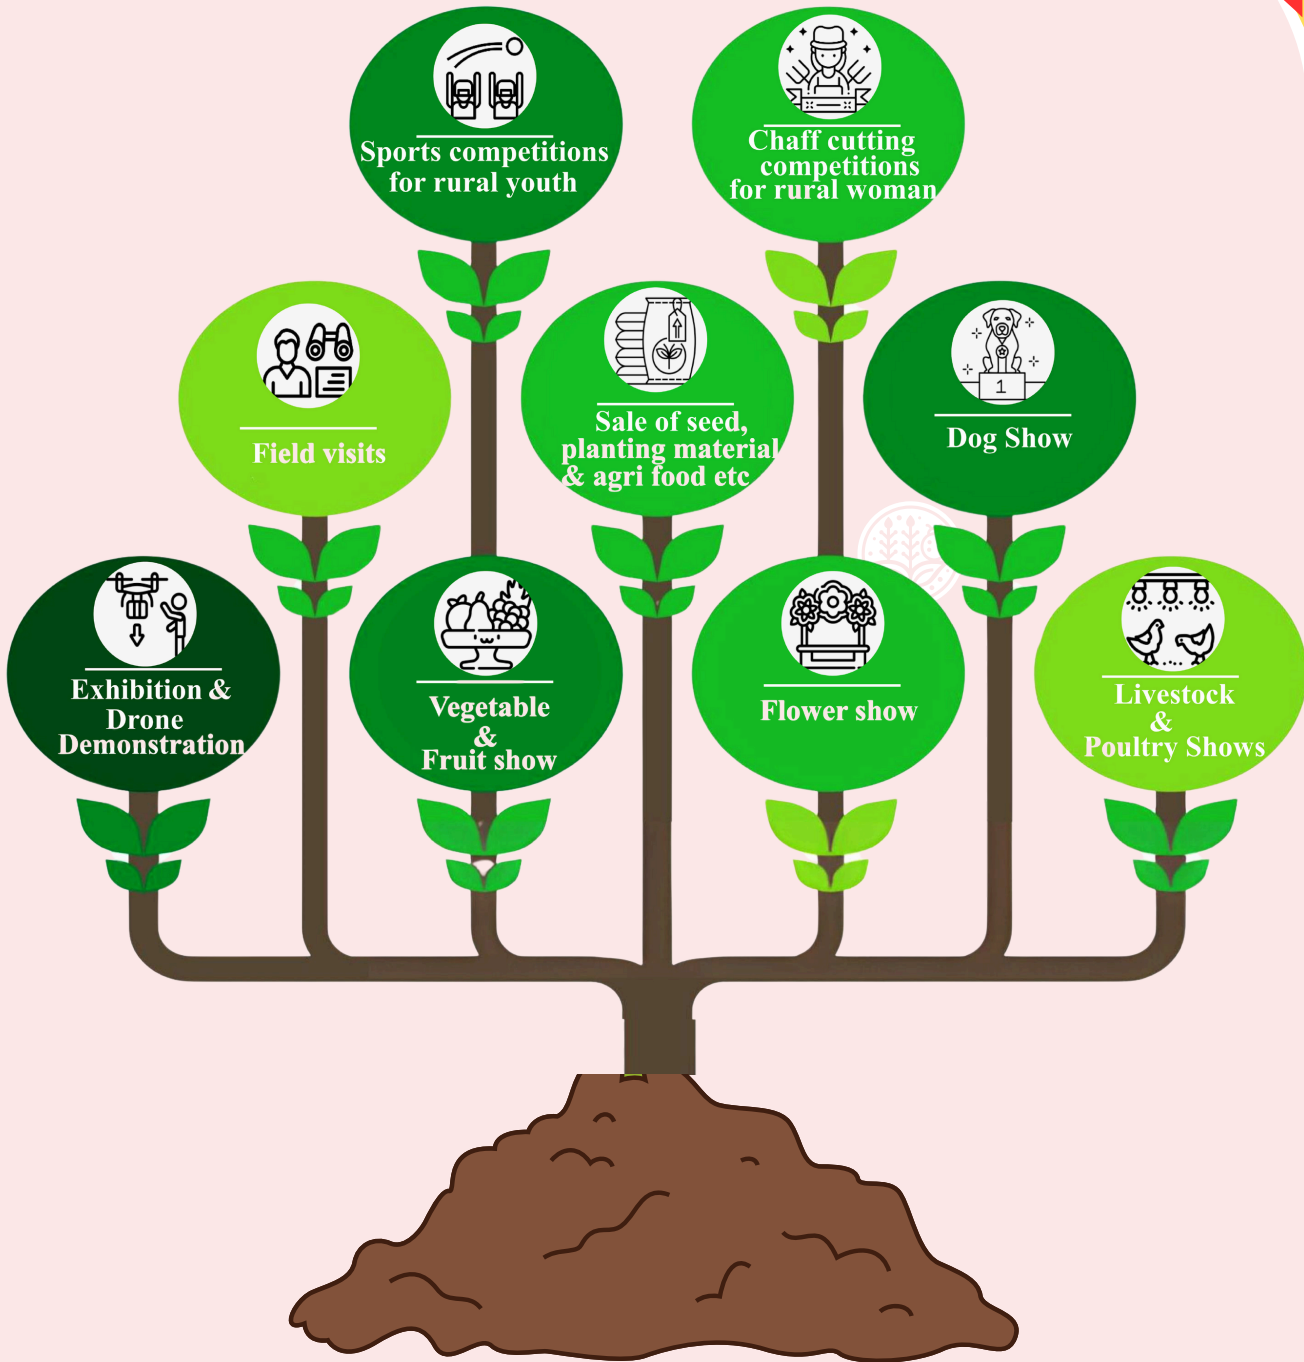 Sports competitions
for rural youth
Chaff cutting
competitions
for rural woman
Field visits
Sale of seed,
planting material
& agri food etc
1
Dog Show
Exhibition &
Drone
Demonstration
Vegetable
&
Fruit show
Flower show
Livestock
&
Poultry Shows